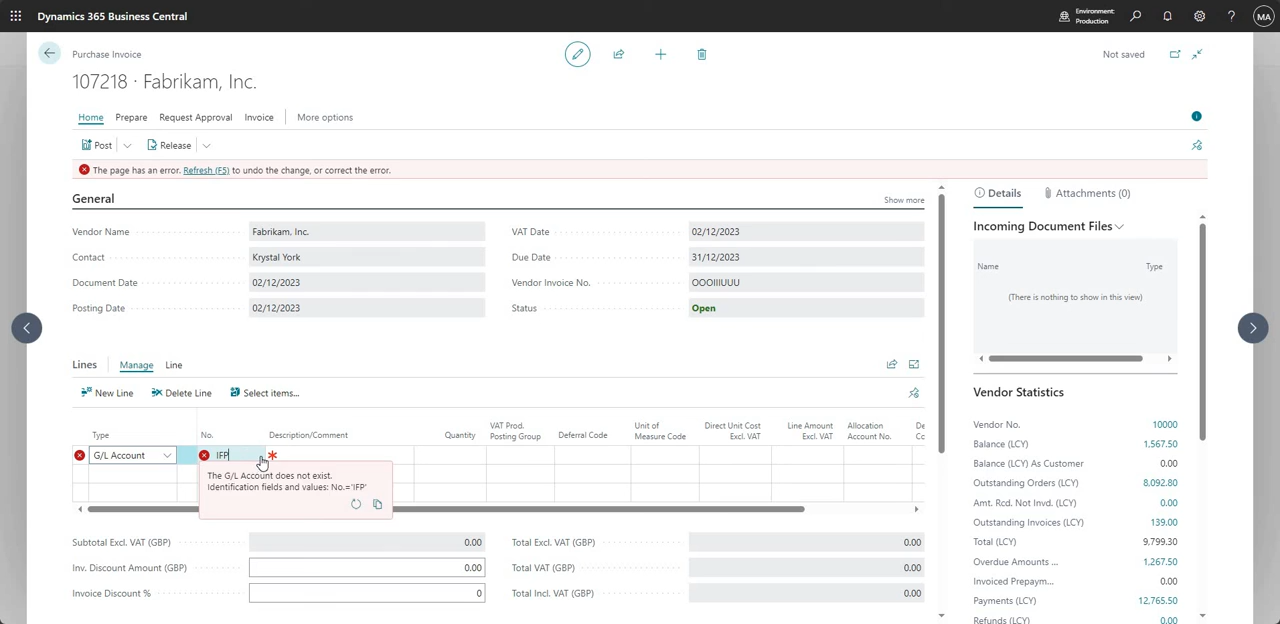 Dynamics 365 Business Central
Environment:
Production
MA
Purchase Invoice
Not saved
107218 · Fabrikam, Inc.
Home Prepare Request Approval Invoice More options
Post Release
The page has an error. Refresh (F5) to undo the change, or correct the error.
General Show more
Vendor Name Fabrikam, Inc. VAT Date 02/12/2023
Contact Krystal York Due Date 31/12/2023
Document Date 02/12/2023 Vendor Invoice No. OOOIIIUUU
Posting Date 02/12/2023 Status Open
Lines Manage Line
New Line Delete Line Select items...
Type No. Description/Comment Quantity VAT Prod. Posting Group Deferral Code Unit of Measure Code Direct Unit Cost Excl. VAT Line Amount Excl. VAT Allocation Account No. De Co
G/L Account IFP
The G/L Account does not exist.
Identification fields and values: No.='IFP'
Subtotal Excl. VAT (GBP) 0.00 Total Excl. VAT (GBP) 0.00
Inv. Discount Amount (GBP) 0.00 Total VAT (GBP) 0.00
Invoice Discount % 0 Total Incl. VAT (GBP) 0.00
Details Attachments (0)
Incoming Document Files
Name Type
(There is nothing to show in this view)
Vendor Statistics
Vendor No. 10000
Balance (LCY) 1,567.50
Balance (LCY) As Customer 0.00
Outstanding Orders (LCY) 8,092.80
Amt. Rcd. Not Invd. (LCY) 0.00
Outstanding Invoices (LCY) 139.00
Total (LCY) 9,799.30
Overdue Amounts ... 1,267.50
Invoiced Prepaym... 0.00
Payments (LCY) 12,765.50
Refunds (LCY) 0.00